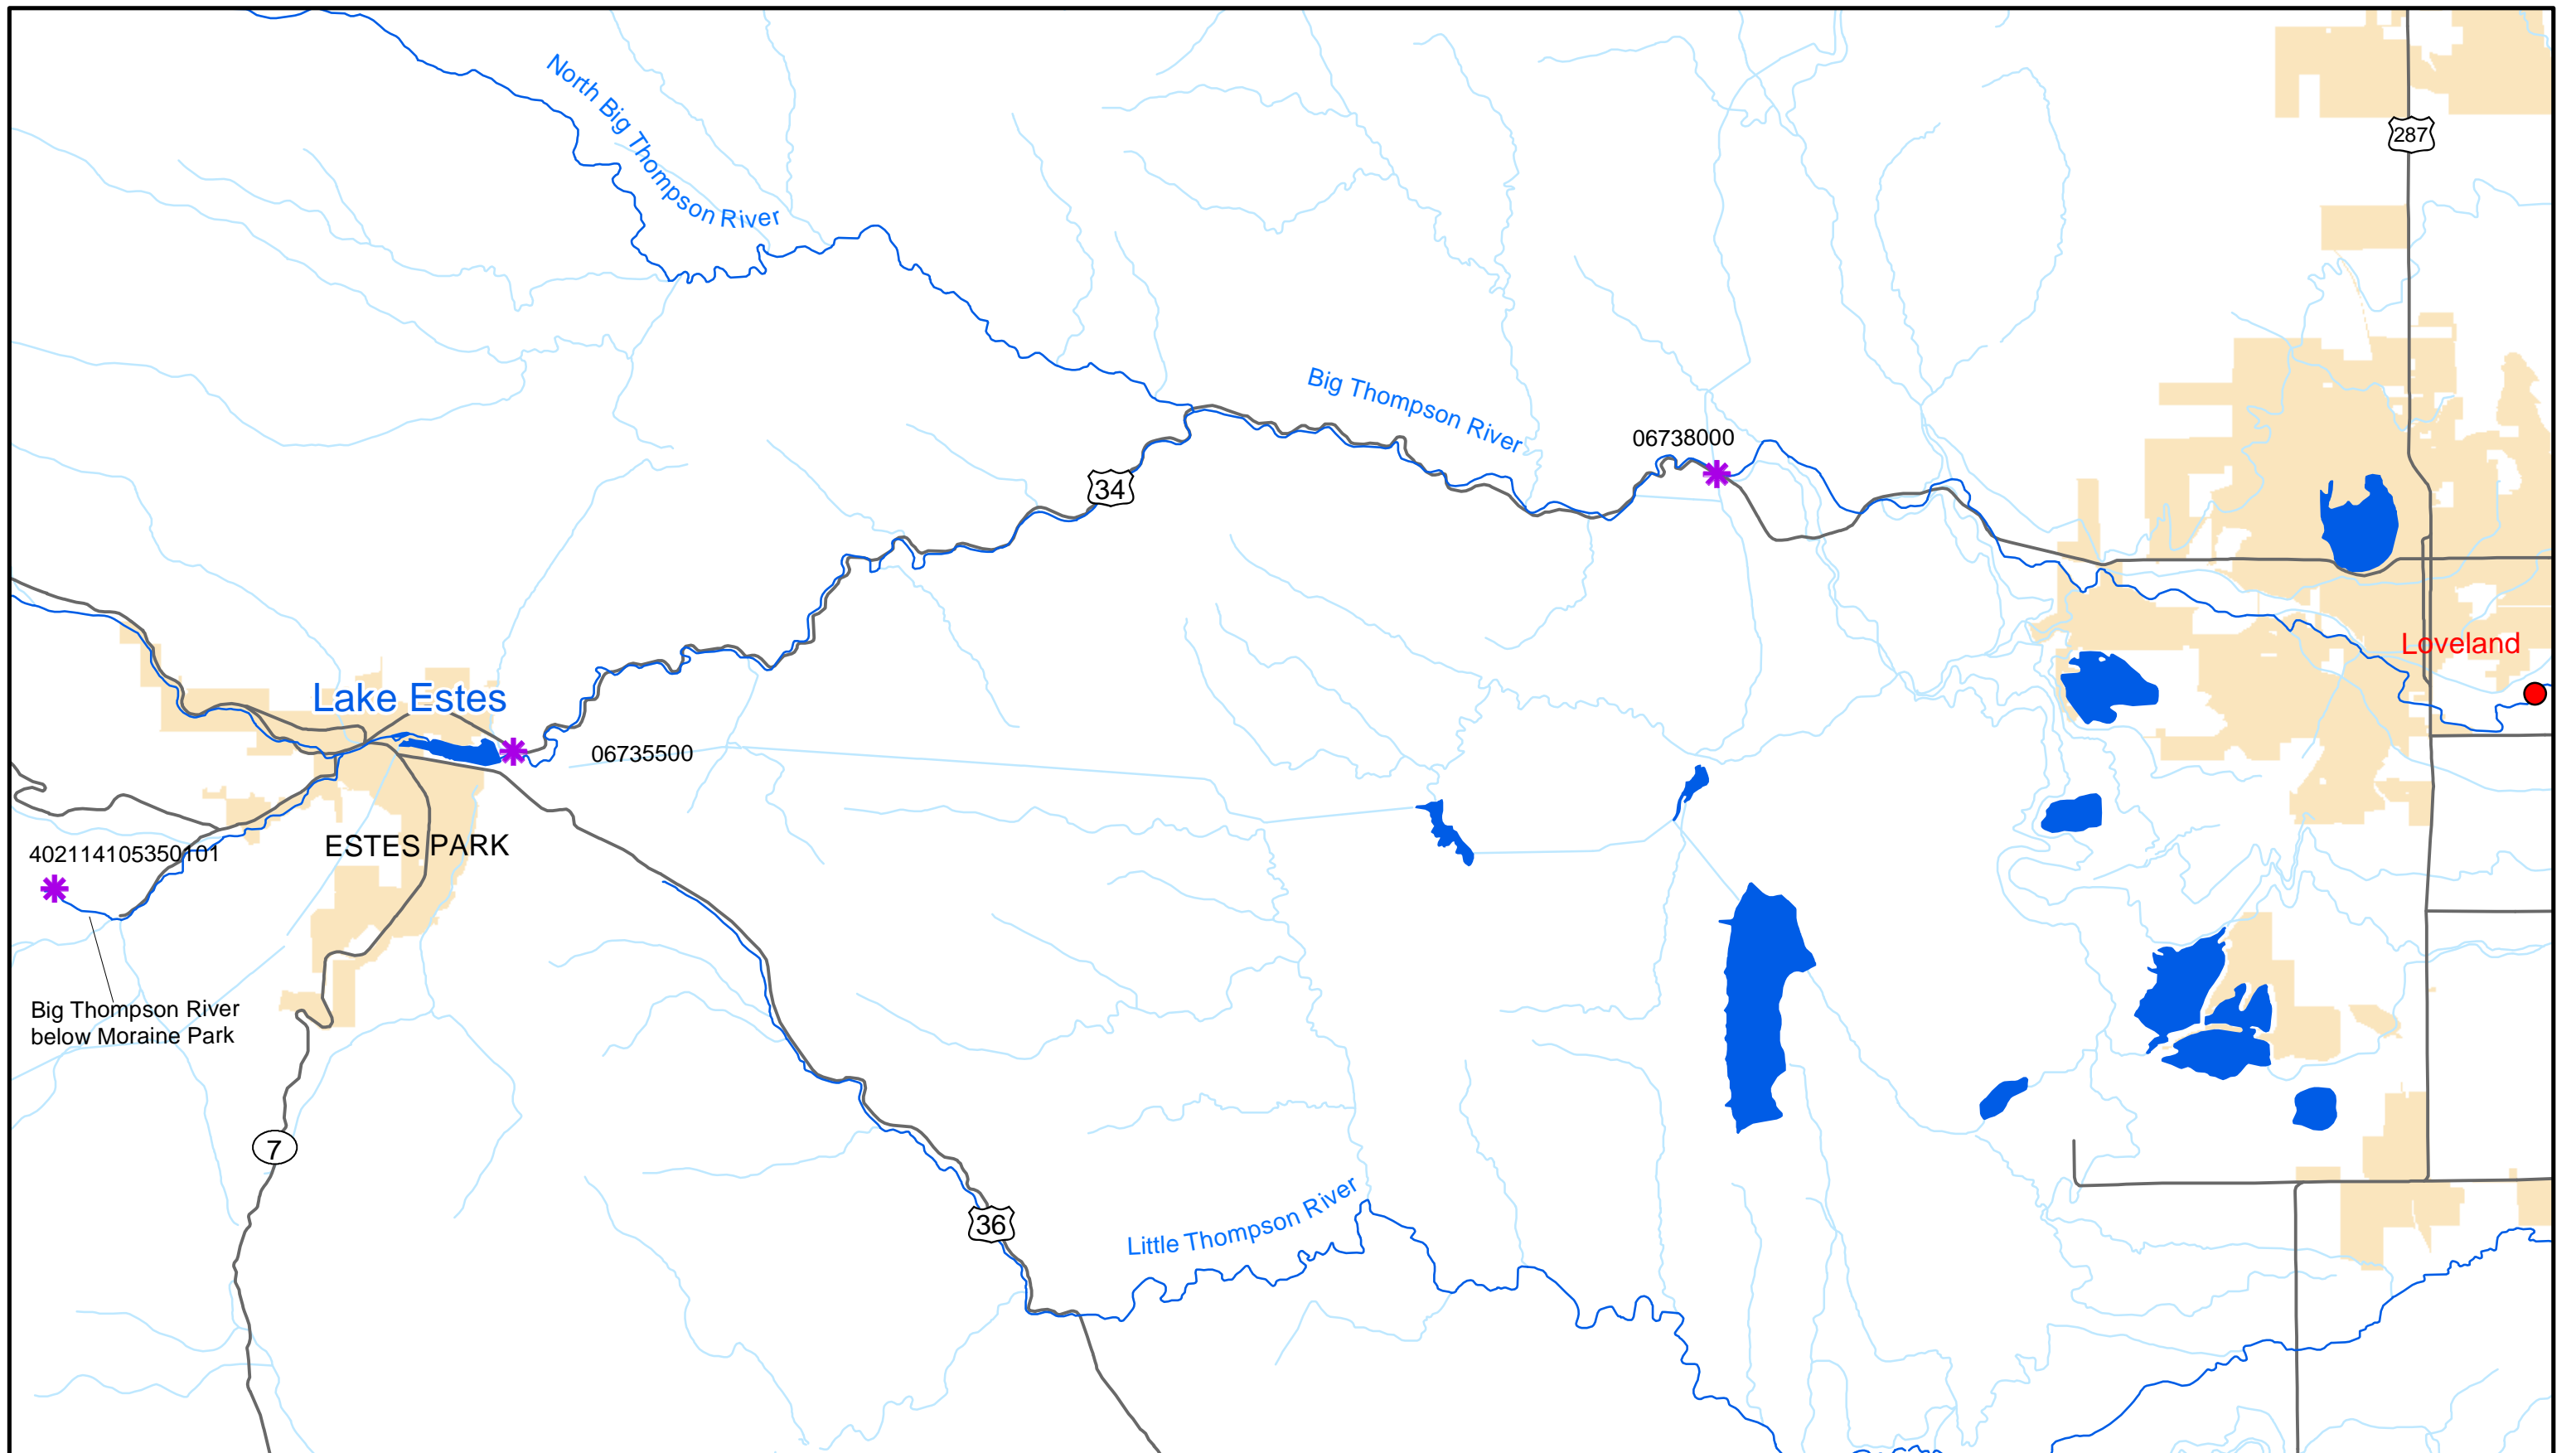 North Big Thompson River
287
Big Thompson River
06738000
34
Loveland
Lake Estes
06735500
ESTES PARK
402114105350101
Big Thompson River
below Moraine Park
7
Little Thompson River
36